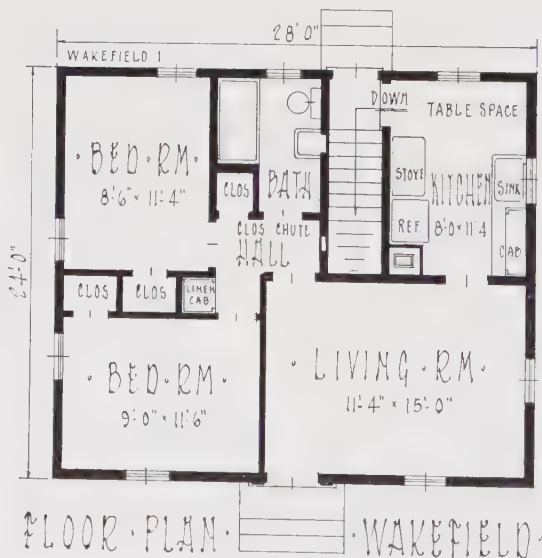 28'0"
WAKEFIELD 1
DOWN
TABLE SPACE
BED·RM
8'-6" × 11'-4"
CLOS
BATH
STOVE
KITCHEN
8'-0 × 11'4
SINK
REF.
CAB
CLOS CHUTE
HALL
24'-0"
CLOS
CLOS
LINEN
CAB
BED·RM
9'-0" × 11'-6"
LIVING·RM
11'-4" × 15'-0"
FLOOR·PLAN·
·WAKEFIELD·